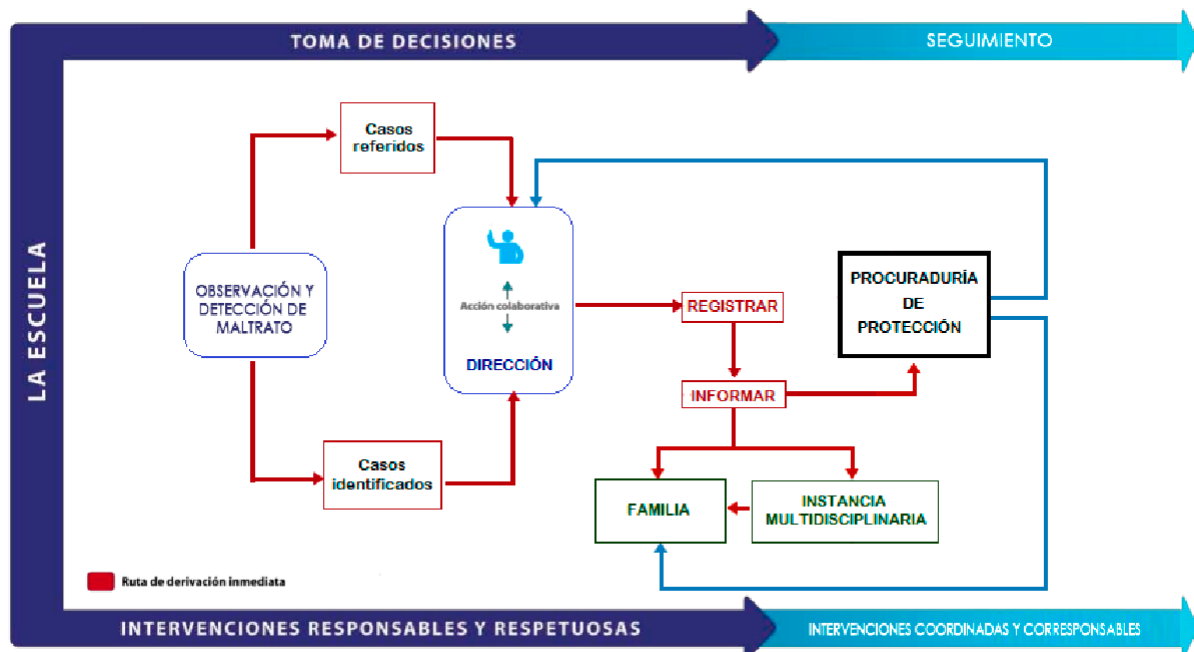 TOMA DE DECISIONES
SEGUIMIENTO
LA ESCUELA
Casos
referidos
OBSERVACIÓN Y
DETECCIÓN DE
MALTRATO
Acción colaborativa
DIRECCIÓN
Casos
identificados
REGISTRAR
INFORMAR
PROCURADURÍA
DE
PROTECCIÓN
FAMILIA
INSTANCIA
MULTIDISCIPLINARIA
Ruta de derivación inmediata
INTERVENCIONES RESPONSABLES Y RESPETUOSAS
INTERVENCIONES COORDINADAS Y CORRESPONSABLES